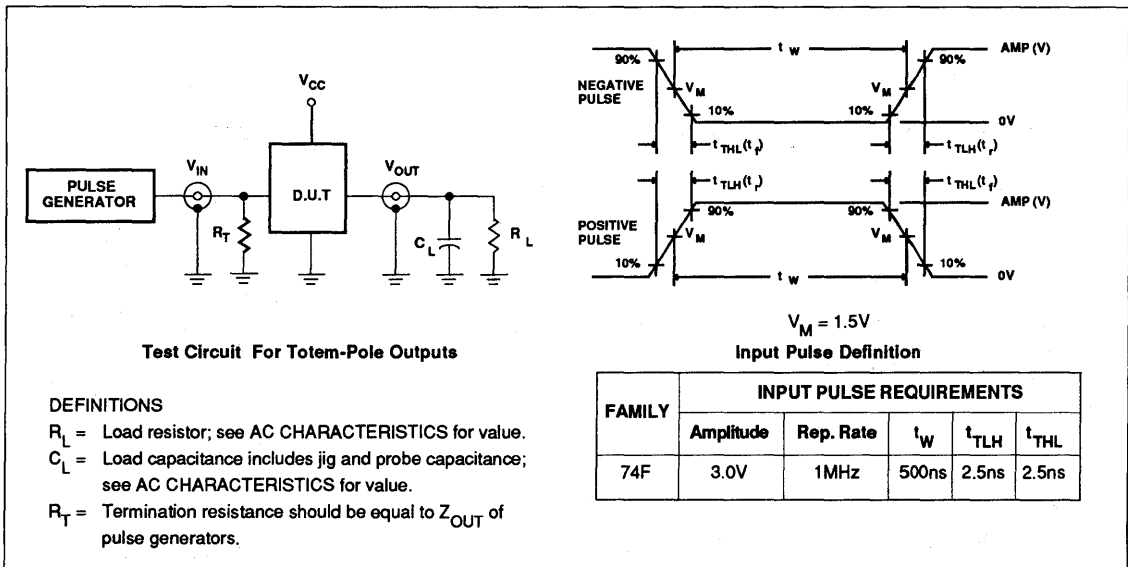 V_CC
V_IN
V_OUT
PULSE
GENERATOR
D.U.T
R_T
C_L
R_L
Test Circuit For Totem-Pole Outputs
DEFINITIONS
R_L = Load resistor; see AC CHARACTERISTICS for value.
C_L = Load capacitance includes jig and probe capacitance;
see AC CHARACTERISTICS for value.
R_T = Termination resistance should be equal to Z_OUT of
pulse generators.
t_W
AMP (V)
90%
90%
NEGATIVE
PULSE
V_M
V_M
10%
10%
0V
t_THL(t_f)
t_TLH(t_r)
t_TLH(t_r)
t_THL(t_f)
AMP (V)
90%
90%
POSITIVE
PULSE
V_M
V_M
10%
10%
t_W
0V
V_M = 1.5V
Input Pulse Definition
FAMILY
INPUT PULSE REQUIREMENTS
Amplitude Rep. Rate t_W t_TLH t_THL
74F 3.0V 1MHz 500ns 2.5ns 2.5ns